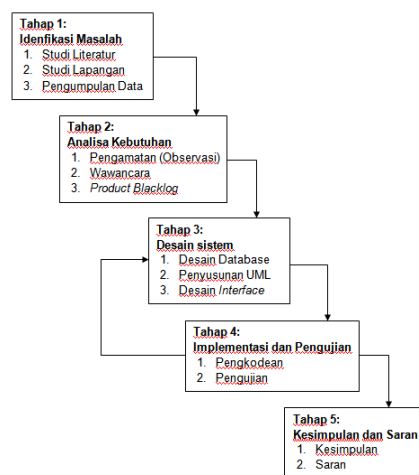 Tahap 1:
Idenfikasi Masalah
1. Studi Literatur
2. Studi Lapangan
3. Pengumpulan Data
Tahap 2:
Analisa Kebutuhan
1. Pengamatan (Observasi)
2. Wawancara
3. Product Blacklog
Tahap 3:
Desain sistem
1. Desain Database
2. Penyusunan UML
3. Desain Interface
Tahap 4:
Implementasi dan Pengujian
1. Pengkodean
2. Pengujian
Tahap 5:
Kesimpulan dan Saran
1. Kesimpulan
2. Saran